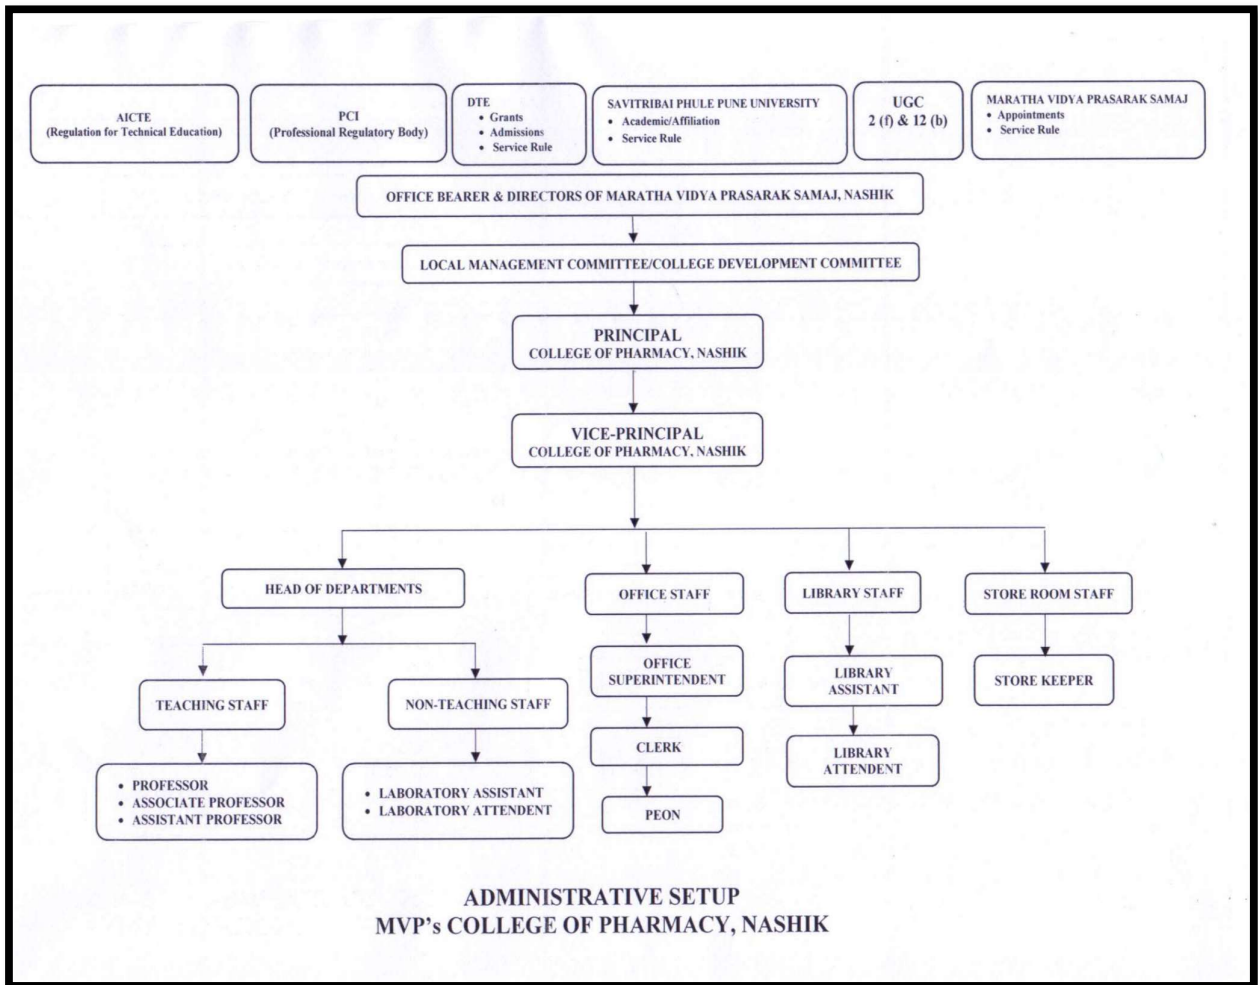 AICTE
(Regulation for Technical Education)
PCI
(Professional Regulatory Body)
DTE
• Grants
• Admissions
• Service Rule
SAVITRIBAI PHULE PUNE UNIVERSITY
• Academic/Affiliation
• Service Rule
UGC
2 (f) & 12 (b)
MARATHA VIDYA PRASARAK SAMAJ
• Appointments
• Service Rule
OFFICE BEARER & DIRECTORS OF MARATHA VIDYA PRASARAK SAMAJ, NASHIK
LOCAL MANAGEMENT COMMITTEE/COLLEGE DEVELOPMENT COMMITTEE
PRINCIPAL
COLLEGE OF PHARMACY, NASHIK
VICE-PRINCIPAL
COLLEGE OF PHARMACY, NASHIK
HEAD OF DEPARTMENTS
OFFICE STAFF
LIBRARY STAFF
STORE ROOM STAFF
TEACHING STAFF
NON-TEACHING STAFF
OFFICE
SUPERINTENDENT
LIBRARY
ASSISTANT
STORE KEEPER
• PROFESSOR
• ASSOCIATE PROFESSOR
• ASSISTANT PROFESSOR
• LABORATORY ASSISTANT
• LABORATORY ATTENDENT
CLERK
LIBRARY
ATTENDENT
PEON
ADMINISTRATIVE SETUP
MVP's COLLEGE OF PHARMACY, NASHIK